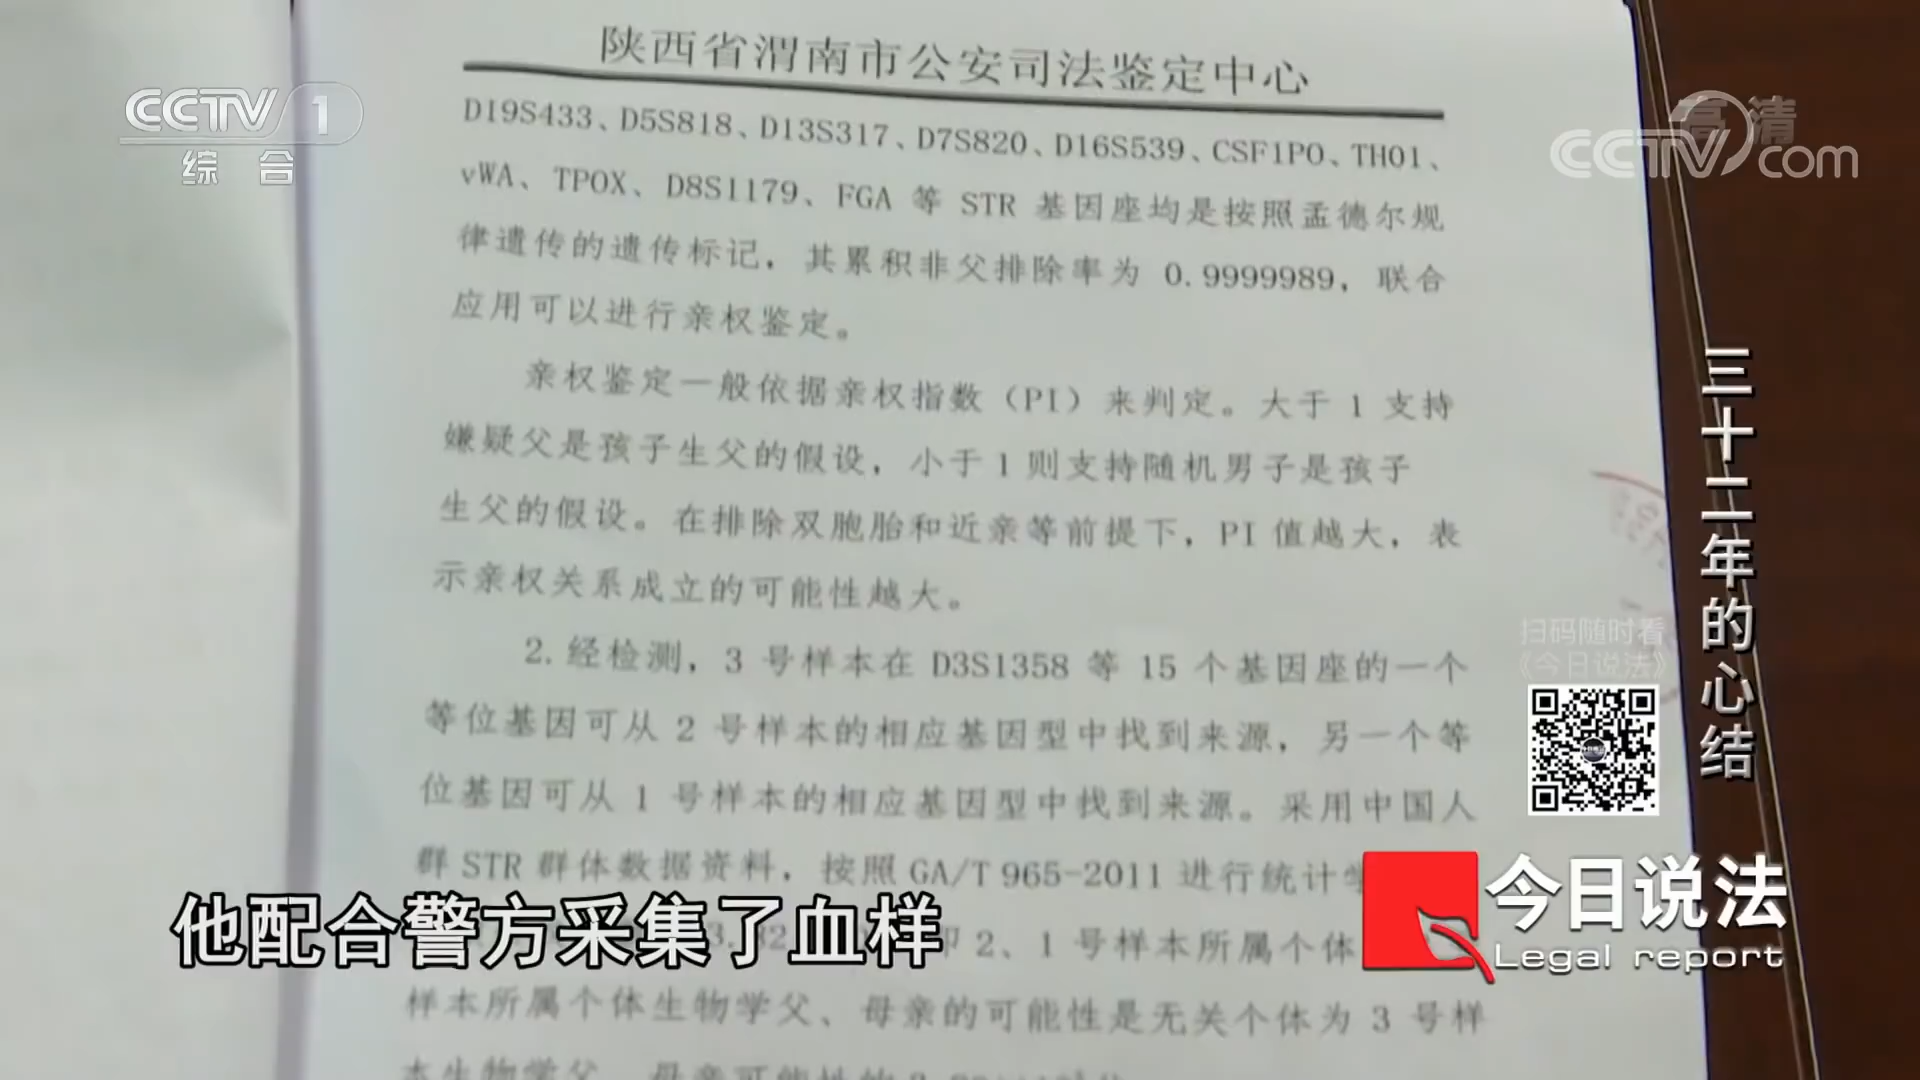 陕西省渭南市公安司法鉴定中心
CCTV 1
综合
高清
CCTV.com
D19S433、D5S818、D13S317、D7S820、D16S539、CSF1PO、TH01、
vWA、TPOX、D8S1179、FGA 等 STR 基因座均是按照孟德尔规
律遗传的遗传标记，其累积非父排除率为 0.9999989，联合
应用可以进行亲权鉴定。
亲权鉴定一般依据亲权指数（PI）来判定。大于 1 支持
嫌疑父是孩子生父的假设，小于 1 则支持随机男子是孩子
生父的假设。在排除双胞胎和近亲等前提下，PI 值越大，表
示亲权关系成立的可能性越大。
2.经检测，3 号样本在 D3S1358 等 15 个基因座的一个
等位基因可从 2 号样本的相应基因型中找到来源，另一个等
位基因可从 1 号样本的相应基因型中找到来源。采用中国人
群 STR 群体数据资料，按照 GA/T 965-2011 进行统计学
2、1 号样本所属个体
样本所属个体生物学父、母亲的可能性是无关个体为 3 号样
本生物学父、母亲可能性的
三十二年的心结
扫码随时看
《今日说法》
今日说法
Legal report
他配合警方采集了血样